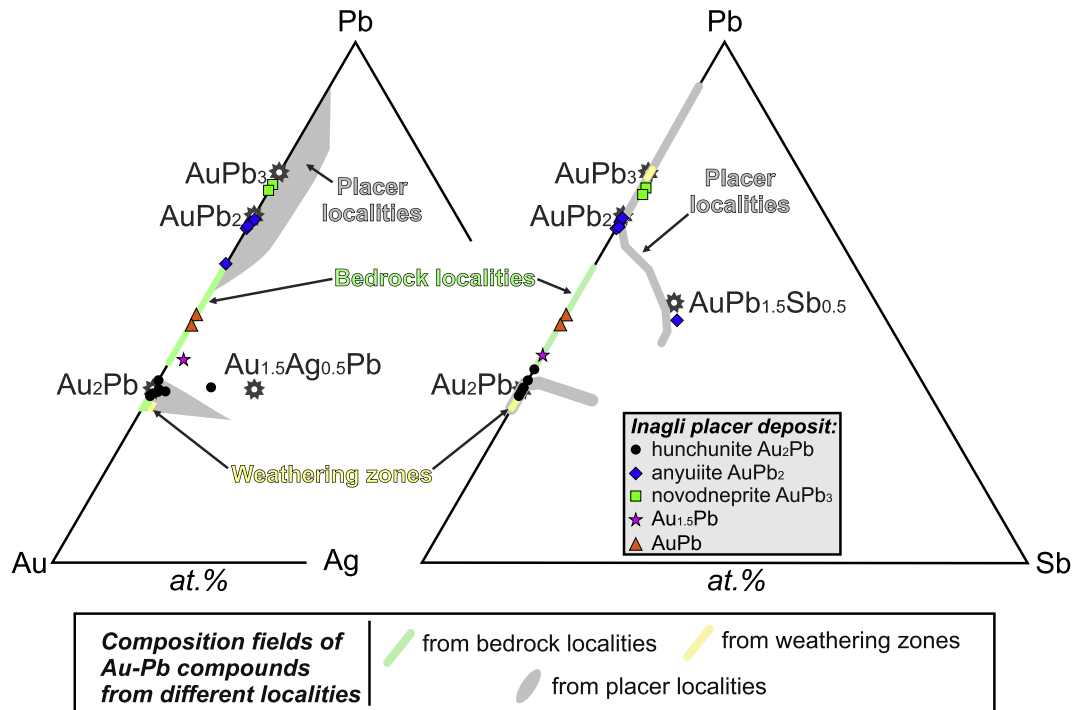 Pb
Pb
AuPb3
AuPb3
Placer
localities
Placer
localities
AuPb2
AuPb2
Bedrock localities
AuPb1.5Sb0.5
Au1.5Ag0.5Pb
Au2Pb
Au2Pb
Weathering zones
Inagli placer deposit:
hunchunite Au2Pb
anyuiite AuPb2
novodneprite AuPb3
Au1.5Pb
AuPb
Au
Ag
Sb
at.%
at.%
Composition fields of
Au-Pb compounds
from different localities
from bedrock localities
from weathering zones
from placer localities